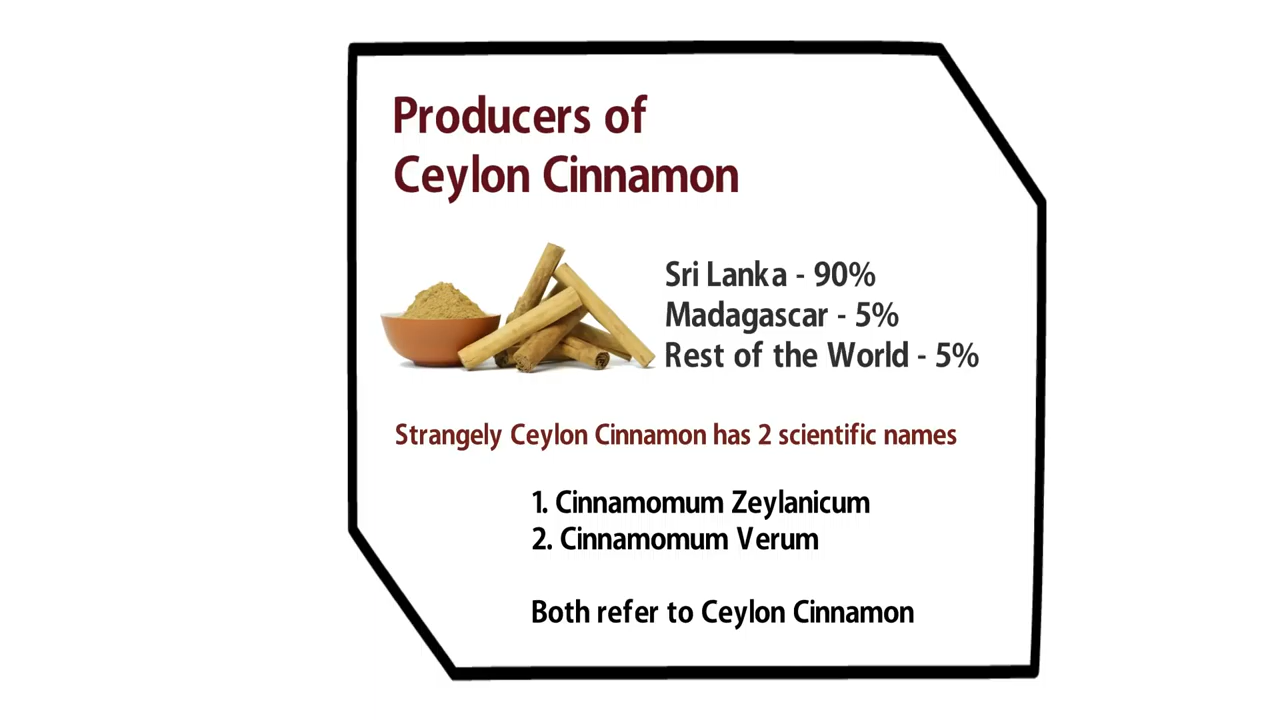 Producers of
Ceylon Cinnamon
Sri Lanka - 90%
Madagascar - 5%
Rest of the World - 5%
Strangely Ceylon Cinnamon has 2 scientific names
1. Cinnamomum Zeylanicum
2. Cinnamomum Verum
Both refer to Ceylon Cinnamon